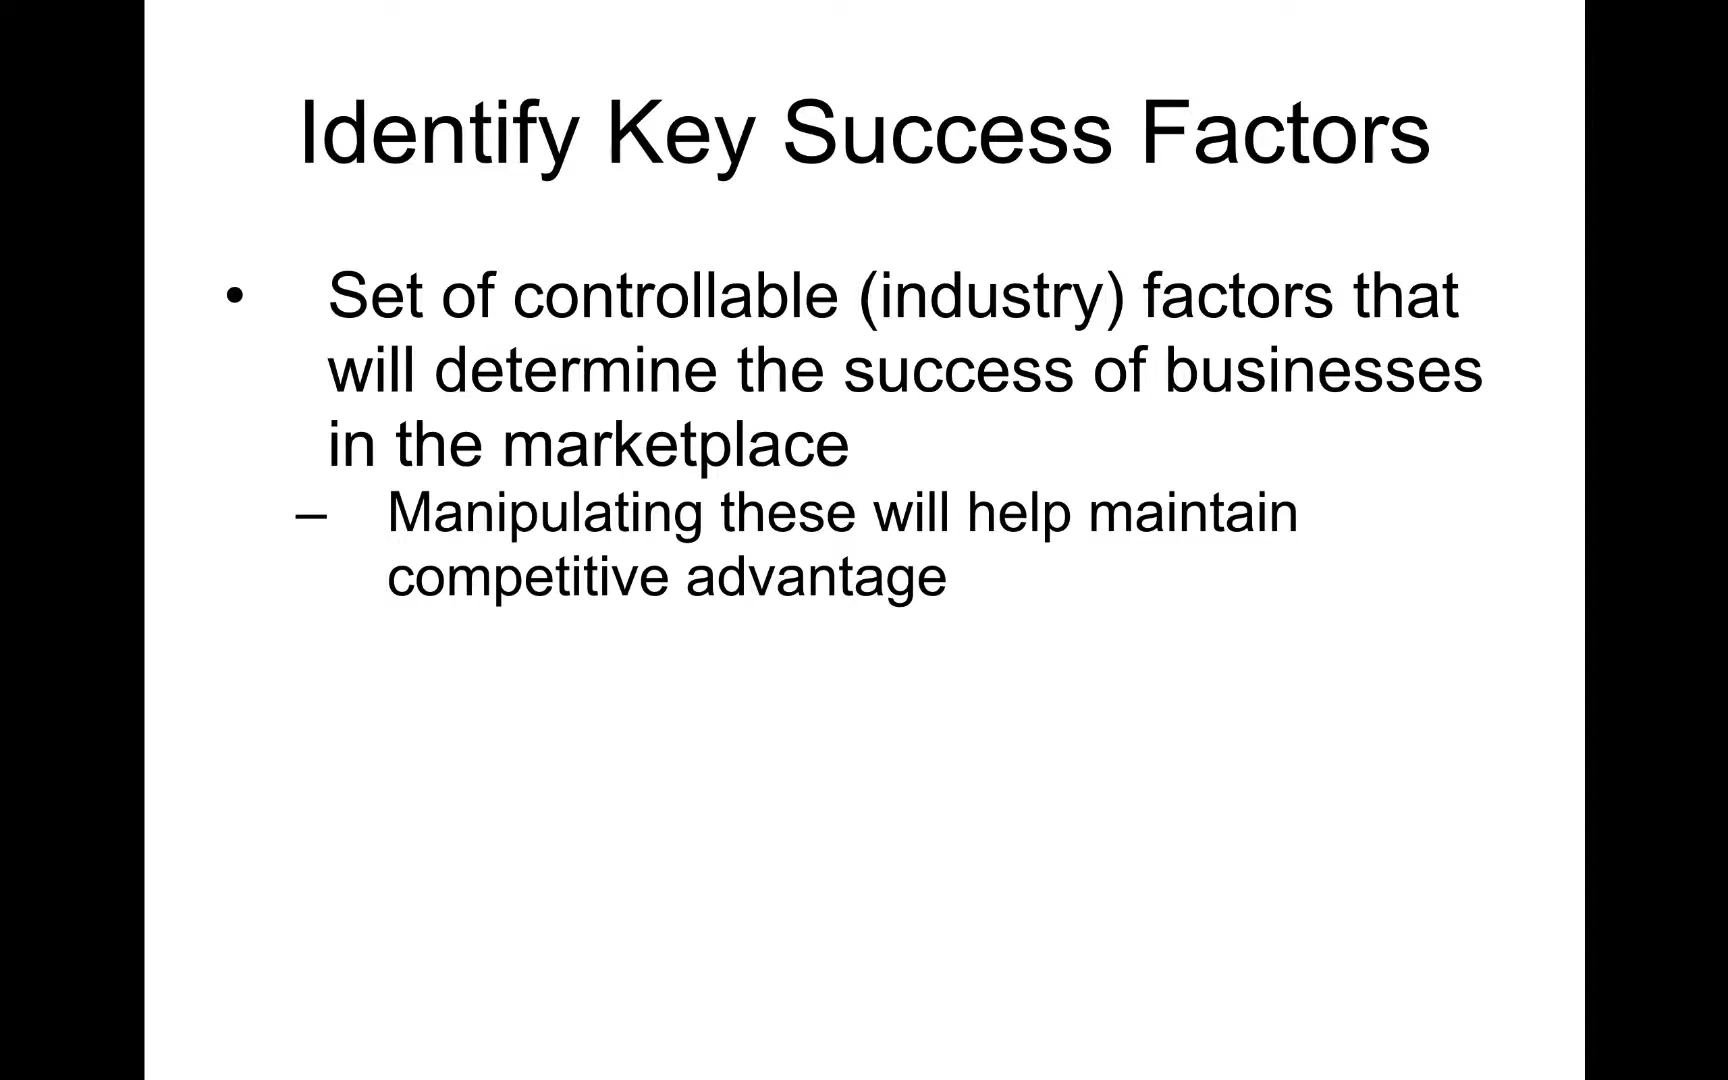 Identify Key Success Factors
• Set of controllable (industry) factors that
will determine the success of businesses
in the marketplace
– Manipulating these will help maintain
competitive advantage